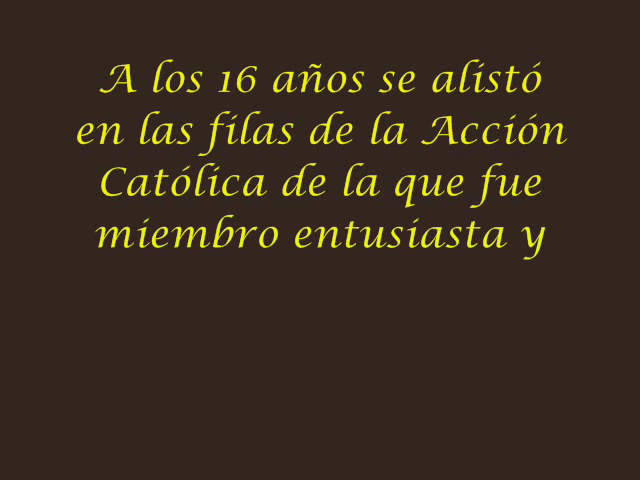 A los 16 años se alistó
en las filas de la Acción
Católica de la que fue
miembro entusiasta y